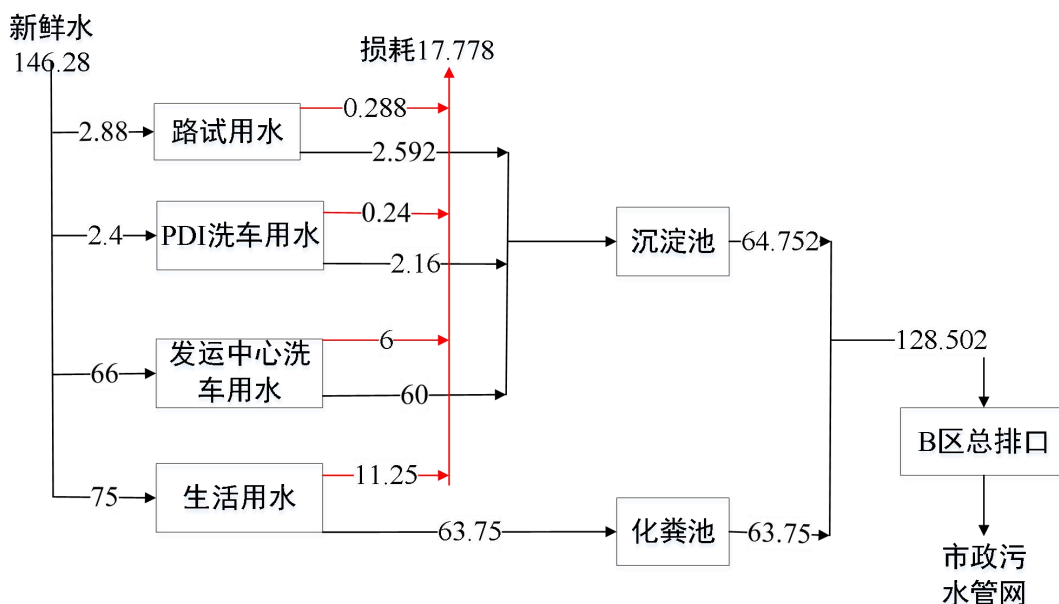 新鲜水
146.28
损耗17.778
0.288
2.88
路试用水
2.592
0.24
2.4
PDI洗车用水
2.16
沉淀池
64.752
6
66
发运中心洗
车用水
60
128.502
B区总排口
11.25
75
生活用水
63.75
化粪池
63.75
市政污
水管网